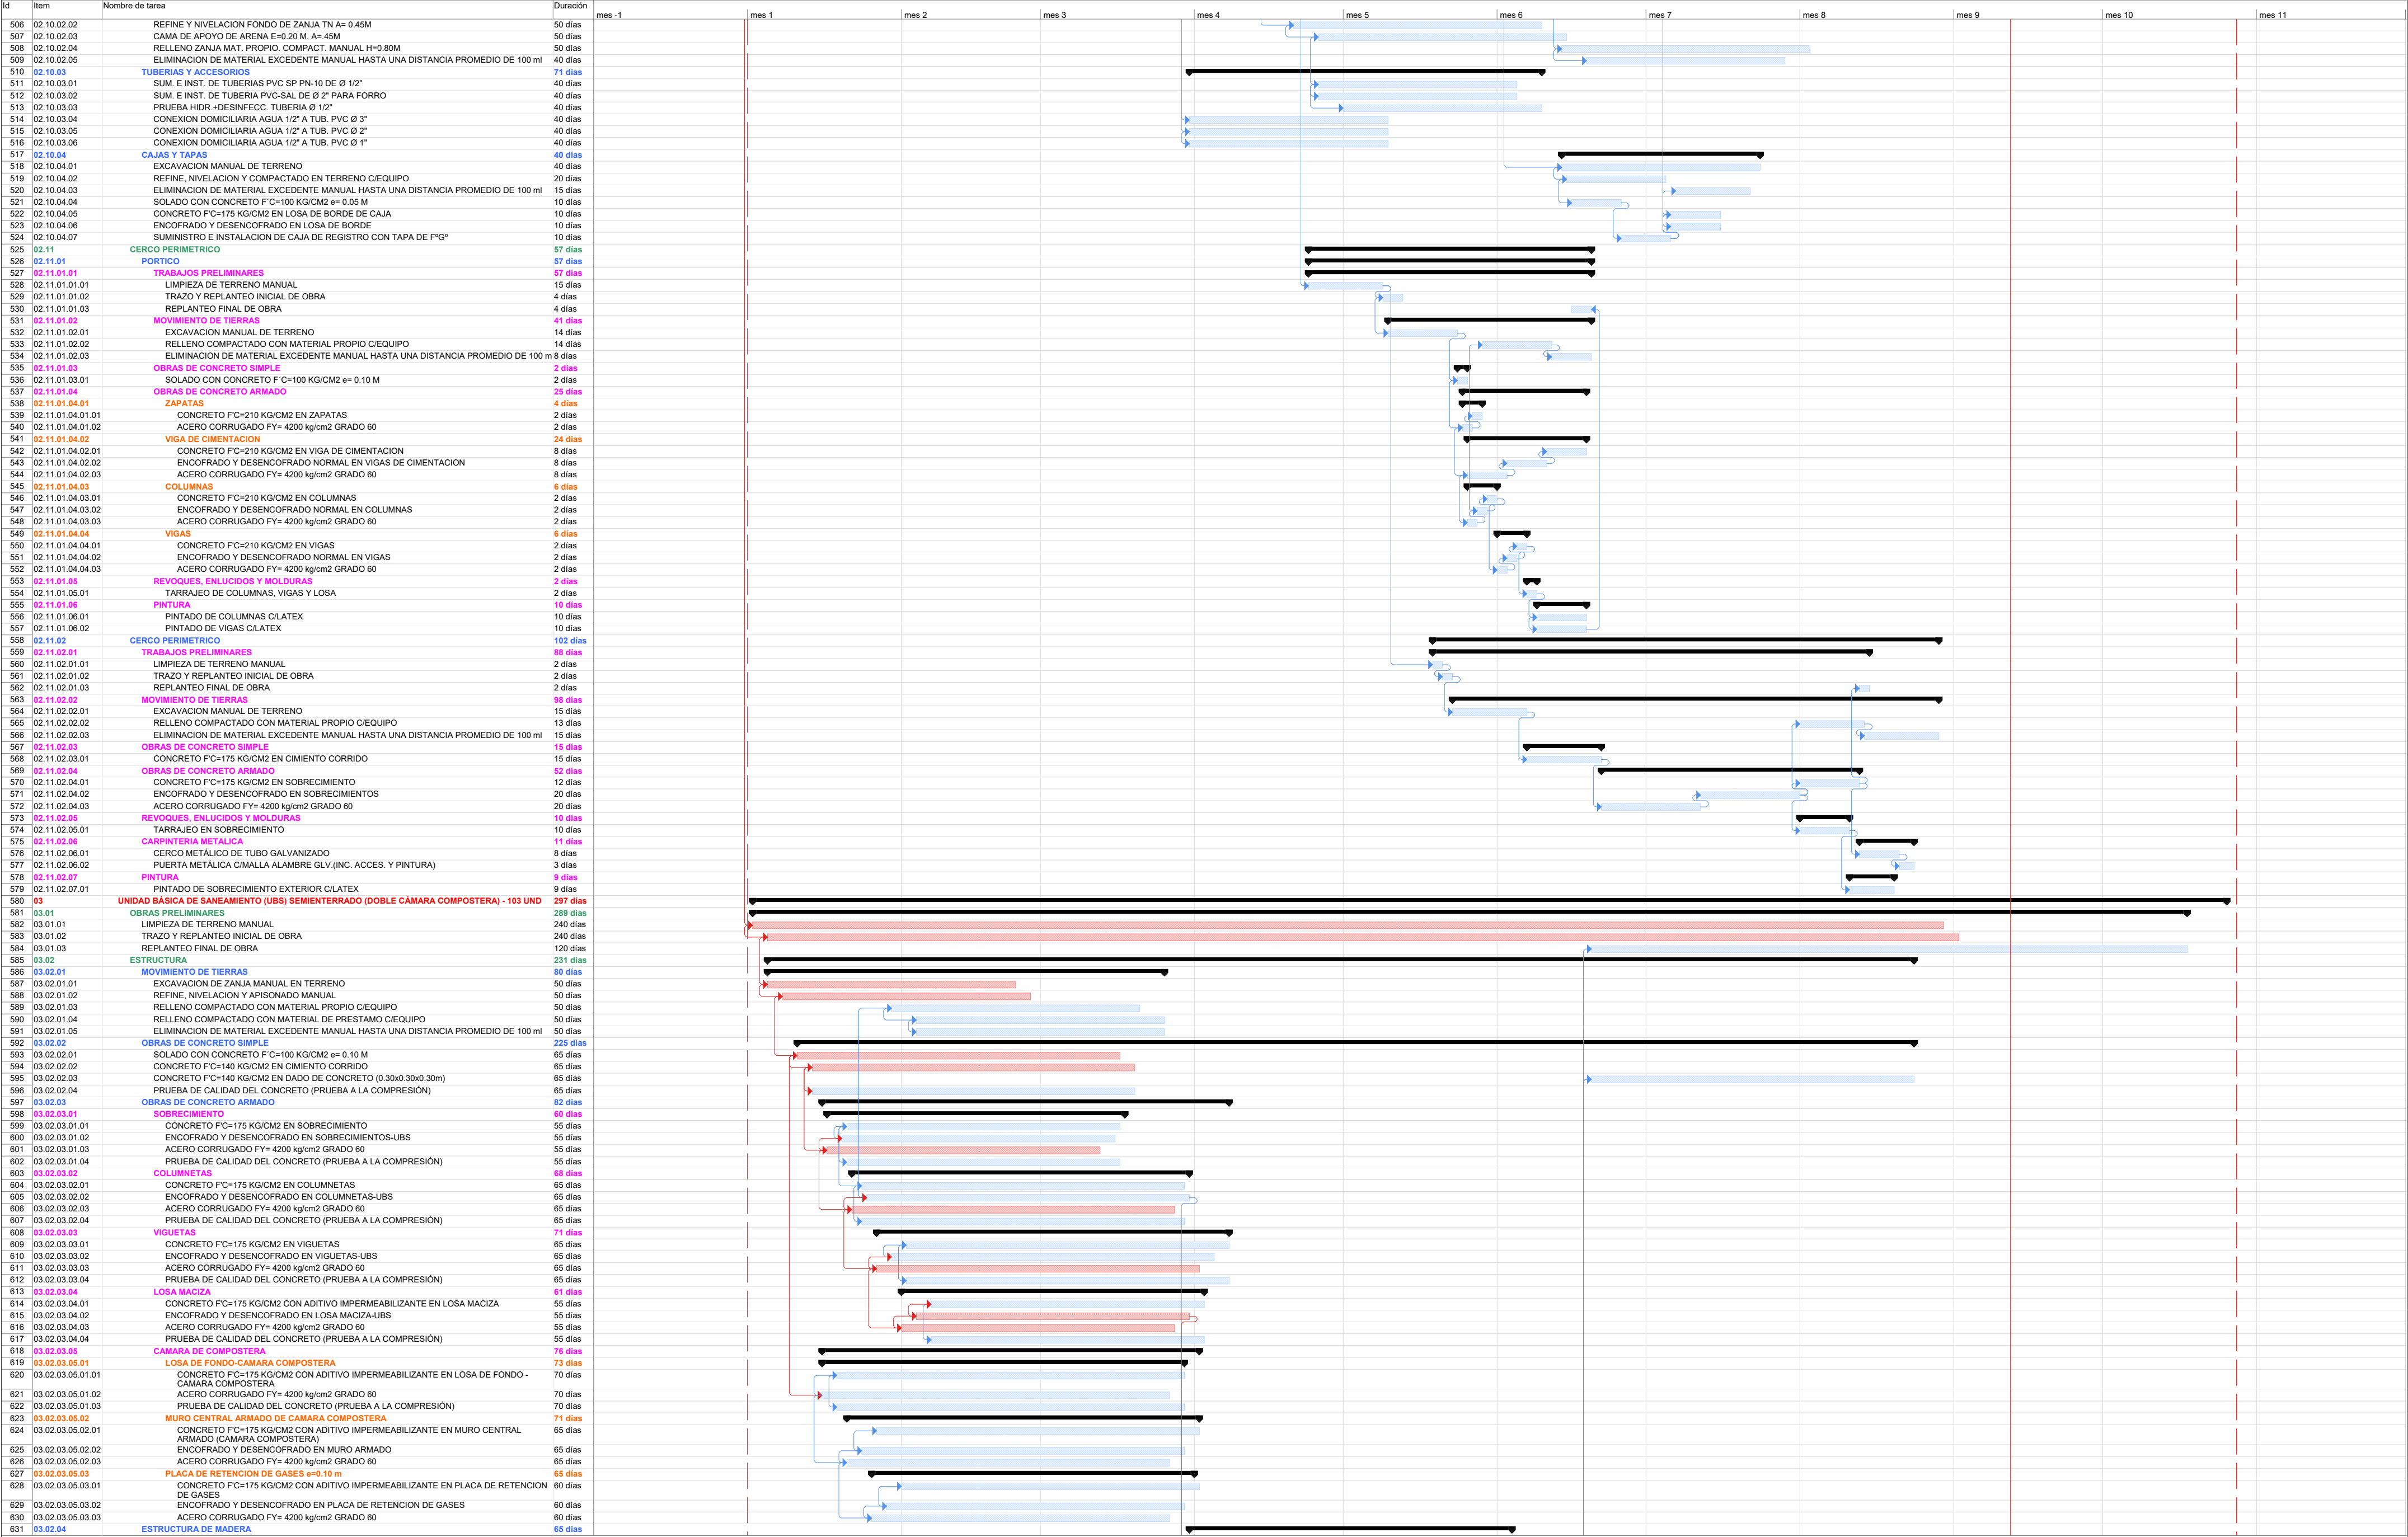 Id Item Nombre de tarea Duración
mes -1 mes 1 mes 2 mes 3 mes 4 mes 5 mes 6 mes 7 mes 8 mes 9 mes 10 mes 11
506 02.10.02.02 REFINE Y NIVELACION FONDO DE ZANJA TN A= 0.45M 50 días
507 02.10.02.03 CAMA DE APOYO DE ARENA E=0.20 M, A=.45M 50 días
508 02.10.02.04 RELLENO ZANJA MAT. PROPIO. COMPACT. MANUAL H=0.80M 50 días
509 02.10.02.05 ELIMINACION DE MATERIAL EXCEDENTE MANUAL HASTA UNA DISTANCIA PROMEDIO DE 100 ml 40 días
510 02.10.03 TUBERIAS Y ACCESORIOS 71 días
511 02.10.03.01 SUM. E INST. DE TUBERIAS PVC SP PN-10 DE Ø 1/2" 40 días
512 02.10.03.02 SUM. E INST. DE TUBERIA PVC-SAL DE Ø 2" PARA FORRO 40 días
513 02.10.03.03 PRUEBA HIDR.+DESINFECC. TUBERIA Ø 1/2" 40 días
514 02.10.03.04 CONEXION DOMICILIARIA AGUA 1/2" A TUB. PVC Ø 3" 40 días
515 02.10.03.05 CONEXION DOMICILIARIA AGUA 1/2" A TUB. PVC Ø 2" 40 días
516 02.10.03.06 CONEXION DOMICILIARIA AGUA 1/2" A TUB. PVC Ø 1" 40 días
517 02.10.04 CAJAS Y TAPAS 40 días
518 02.10.04.01 EXCAVACION MANUAL DE TERRENO 40 días
519 02.10.04.02 REFINE, NIVELACION Y COMPACTADO EN TERRENO C/EQUIPO 20 días
520 02.10.04.03 ELIMINACION DE MATERIAL EXCEDENTE MANUAL HASTA UNA DISTANCIA PROMEDIO DE 100 ml 15 días
521 02.10.04.04 SOLADO CON CONCRETO F´C=100 KG/CM2 e= 0.05 M 10 días
522 02.10.04.05 CONCRETO F'C=175 KG/CM2 EN LOSA DE BORDE DE CAJA 10 días
523 02.10.04.06 ENCOFRADO Y DESENCOFRADO EN LOSA DE BORDE 10 días
524 02.10.04.07 SUMINISTRO E INSTALACION DE CAJA DE REGISTRO CON TAPA DE FºGº 10 días
525 02.11 CERCO PERIMETRICO 57 días
526 02.11.01 PORTICO 57 días
527 02.11.01.01 TRABAJOS PRELIMINARES 57 días
528 02.11.01.01.01 LIMPIEZA DE TERRENO MANUAL 15 días
529 02.11.01.01.02 TRAZO Y REPLANTEO INICIAL DE OBRA 4 días
530 02.11.01.01.03 REPLANTEO FINAL DE OBRA 4 días
531 02.11.01.02 MOVIMIENTO DE TIERRAS 41 días
532 02.11.01.02.01 EXCAVACION MANUAL DE TERRENO 14 días
533 02.11.01.02.02 RELLENO COMPACTADO CON MATERIAL PROPIO C/EQUIPO 14 días
534 02.11.01.02.03 ELIMINACION DE MATERIAL EXCEDENTE MANUAL HASTA UNA DISTANCIA PROMEDIO DE 100 m 8 días
535 02.11.01.03 OBRAS DE CONCRETO SIMPLE 2 días
536 02.11.01.03.01 SOLADO CON CONCRETO F´C=100 KG/CM2 e= 0.10 M 2 días
537 02.11.01.04 OBRAS DE CONCRETO ARMADO 25 días
538 02.11.01.04.01 ZAPATAS 4 días
539 02.11.01.04.01.01 CONCRETO F'C=210 KG/CM2 EN ZAPATAS 2 días
540 02.11.01.04.01.02 ACERO CORRUGADO FY= 4200 kg/cm2 GRADO 60 2 días
541 02.11.01.04.02 VIGA DE CIMENTACION 24 días
542 02.11.01.04.02.01 CONCRETO F'C=210 KG/CM2 EN VIGA DE CIMENTACION 8 días
543 02.11.01.04.02.02 ENCOFRADO Y DESENCOFRADO NORMAL EN VIGAS DE CIMENTACION 8 días
544 02.11.01.04.02.03 ACERO CORRUGADO FY= 4200 kg/cm2 GRADO 60 8 días
545 02.11.01.04.03 COLUMNAS 6 días
546 02.11.01.04.03.01 CONCRETO F'C=210 KG/CM2 EN COLUMNAS 2 días
547 02.11.01.04.03.02 ENCOFRADO Y DESENCOFRADO NORMAL EN COLUMNAS 2 días
548 02.11.01.04.03.03 ACERO CORRUGADO FY= 4200 kg/cm2 GRADO 60 2 días
549 02.11.01.04.04 VIGAS 6 días
550 02.11.01.04.04.01 CONCRETO F'C=210 KG/CM2 EN VIGAS 2 días
551 02.11.01.04.04.02 ENCOFRADO Y DESENCOFRADO NORMAL EN VIGAS 2 días
552 02.11.01.04.04.03 ACERO CORRUGADO FY= 4200 kg/cm2 GRADO 60 2 días
553 02.11.01.05 REVOQUES, ENLUCIDOS Y MOLDURAS 2 días
554 02.11.01.05.01 TARRAJEO DE COLUMNAS, VIGAS Y LOSA 2 días
555 02.11.01.06 PINTURA 10 días
556 02.11.01.06.01 PINTADO DE COLUMNAS C/LATEX 10 días
557 02.11.01.06.02 PINTADO DE VIGAS C/LATEX 10 días
558 02.11.02 CERCO PERIMETRICO 102 días
559 02.11.02.01 TRABAJOS PRELIMINARES 88 días
560 02.11.02.01.01 LIMPIEZA DE TERRENO MANUAL 2 días
561 02.11.02.01.02 TRAZO Y REPLANTEO INICIAL DE OBRA 2 días
562 02.11.02.01.03 REPLANTEO FINAL DE OBRA 2 días
563 02.11.02.02 MOVIMIENTO DE TIERRAS 98 días
564 02.11.02.02.01 EXCAVACION MANUAL DE TERRENO 15 días
565 02.11.02.02.02 RELLENO COMPACTADO CON MATERIAL PROPIO C/EQUIPO 13 días
566 02.11.02.02.03 ELIMINACION DE MATERIAL EXCEDENTE MANUAL HASTA UNA DISTANCIA PROMEDIO DE 100 ml 15 días
567 02.11.02.03 OBRAS DE CONCRETO SIMPLE 15 días
568 02.11.02.03.01 CONCRETO F'C=175 KG/CM2 EN CIMIENTO CORRIDO 15 días
569 02.11.02.04 OBRAS DE CONCRETO ARMADO 52 días
570 02.11.02.04.01 CONCRETO F'C=175 KG/CM2 EN SOBRECIMIENTO 12 días
571 02.11.02.04.02 ENCOFRADO Y DESENCOFRADO EN SOBRECIMIENTOS 20 días
572 02.11.02.04.03 ACERO CORRUGADO FY= 4200 kg/cm2 GRADO 60 20 días
573 02.11.02.05 REVOQUES, ENLUCIDOS Y MOLDURAS 10 días
574 02.11.02.05.01 TARRAJEO EN SOBRECIMIENTO 10 días
575 02.11.02.06 CARPINTERIA METALICA 11 días
576 02.11.02.06.01 CERCO METÁLICO DE TUBO GALVANIZADO 8 días
577 02.11.02.06.02 PUERTA METÁLICA C/MALLA ALAMBRE GLV.(INC. ACCES. Y PINTURA) 3 días
578 02.11.02.07 PINTURA 9 días
579 02.11.02.07.01 PINTADO DE SOBRECIMIENTO EXTERIOR C/LATEX 9 días
580 03 UNIDAD BÁSICA DE SANEAMIENTO (UBS) SEMIENTERRADO (DOBLE CÁMARA COMPOSTERA) - 103 UND 297 días
581 03.01 OBRAS PRELIMINARES 289 días
582 03.01.01 LIMPIEZA DE TERRENO MANUAL 240 días
583 03.01.02 TRAZO Y REPLANTEO INICIAL DE OBRA 240 días
584 03.01.03 REPLANTEO FINAL DE OBRA 120 días
585 03.02 ESTRUCTURA 231 días
586 03.02.01 MOVIMIENTO DE TIERRAS 80 días
587 03.02.01.01 EXCAVACION DE ZANJA MANUAL EN TERRENO 50 días
588 03.02.01.02 REFINE, NIVELACION Y APISONADO MANUAL 50 días
589 03.02.01.03 RELLENO COMPACTADO CON MATERIAL PROPIO C/EQUIPO 50 días
590 03.02.01.04 RELLENO COMPACTADO CON MATERIAL DE PRESTAMO C/EQUIPO 50 días
591 03.02.01.05 ELIMINACION DE MATERIAL EXCEDENTE MANUAL HASTA UNA DISTANCIA PROMEDIO DE 100 ml 50 días
592 03.02.02 OBRAS DE CONCRETO SIMPLE 225 días
593 03.02.02.01 SOLADO CON CONCRETO F´C=100 KG/CM2 e= 0.10 M 65 días
594 03.02.02.02 CONCRETO F'C=140 KG/CM2 EN CIMIENTO CORRIDO 65 días
595 03.02.02.03 CONCRETO F'C=140 KG/CM2 EN DADO DE CONCRETO (0.30x0.30x0.30m) 65 días
596 03.02.02.04 PRUEBA DE CALIDAD DEL CONCRETO (PRUEBA A LA COMPRESIÓN) 65 días
597 03.02.03 OBRAS DE CONCRETO ARMADO 82 días
598 03.02.03.01 SOBRECIMIENTO 60 días
599 03.02.03.01.01 CONCRETO F'C=175 KG/CM2 EN SOBRECIMIENTO 55 días
600 03.02.03.01.02 ENCOFRADO Y DESENCOFRADO EN SOBRECIMIENTOS-UBS 55 días
601 03.02.03.01.03 ACERO CORRUGADO FY= 4200 kg/cm2 GRADO 60 55 días
602 03.02.03.01.04 PRUEBA DE CALIDAD DEL CONCRETO (PRUEBA A LA COMPRESIÓN) 55 días
603 03.02.03.02 COLUMNETAS 68 días
604 03.02.03.02.01 CONCRETO F'C=175 KG/CM2 EN COLUMNETAS 65 días
605 03.02.03.02.02 ENCOFRADO Y DESENCOFRADO EN COLUMNETAS-UBS 65 días
606 03.02.03.02.03 ACERO CORRUGADO FY= 4200 kg/cm2 GRADO 60 65 días
607 03.02.03.02.04 PRUEBA DE CALIDAD DEL CONCRETO (PRUEBA A LA COMPRESIÓN) 65 días
608 03.02.03.03 VIGUETAS 71 días
609 03.02.03.03.01 CONCRETO F'C=175 KG/CM2 EN VIGUETAS 65 días
610 03.02.03.03.02 ENCOFRADO Y DESENCOFRADO EN VIGUETAS-UBS 65 días
611 03.02.03.03.03 ACERO CORRUGADO FY= 4200 kg/cm2 GRADO 60 65 días
612 03.02.03.03.04 PRUEBA DE CALIDAD DEL CONCRETO (PRUEBA A LA COMPRESIÓN) 65 días
613 03.02.03.04 LOSA MACIZA 61 días
614 03.02.03.04.01 CONCRETO F'C=175 KG/CM2 CON ADITIVO IMPERMEABILIZANTE EN LOSA MACIZA 55 días
615 03.02.03.04.02 ENCOFRADO Y DESENCOFRADO EN LOSA MACIZA-UBS 55 días
616 03.02.03.04.03 ACERO CORRUGADO FY= 4200 kg/cm2 GRADO 60 55 días
617 03.02.03.04.04 PRUEBA DE CALIDAD DEL CONCRETO (PRUEBA A LA COMPRESIÓN) 55 días
618 03.02.03.05 CAMARA DE COMPOSTERA 76 días
619 03.02.03.05.01 LOSA DE FONDO-CAMARA COMPOSTERA 73 días
620 03.02.03.05.01.01 CONCRETO F'C=175 KG/CM2 CON ADITIVO IMPERMEABILIZANTE EN LOSA DE FONDO - 70 días
CAMARA COMPOSTERA
621 03.02.03.05.01.02 ACERO CORRUGADO FY= 4200 kg/cm2 GRADO 60 70 días
622 03.02.03.05.01.03 PRUEBA DE CALIDAD DEL CONCRETO (PRUEBA A LA COMPRESIÓN) 70 días
623 03.02.03.05.02 MURO CENTRAL ARMADO DE CAMARA COMPOSTERA 71 días
624 03.02.03.05.02.01 CONCRETO F'C=175 KG/CM2 CON ADITIVO IMPERMEABILIZANTE EN MURO CENTRAL 65 días
ARMADO (CAMARA COMPOSTERA)
625 03.02.03.05.02.02 ENCOFRADO Y DESENCOFRADO EN MURO ARMADO 65 días
626 03.02.03.05.02.03 ACERO CORRUGADO FY= 4200 kg/cm2 GRADO 60 65 días
627 03.02.03.05.03 PLACA DE RETENCION DE GASES e=0.10 m 65 días
628 03.02.03.05.03.01 CONCRETO F'C=175 KG/CM2 CON ADITIVO IMPERMEABILIZANTE EN PLACA DE RETENCION 60 días
DE GASES
629 03.02.03.05.03.02 ENCOFRADO Y DESENCOFRADO EN PLACA DE RETENCION DE GASES 60 días
630 03.02.03.05.03.03 ACERO CORRUGADO FY= 4200 kg/cm2 GRADO 60 60 días
631 03.02.04 ESTRUCTURA DE MADERA 65 días